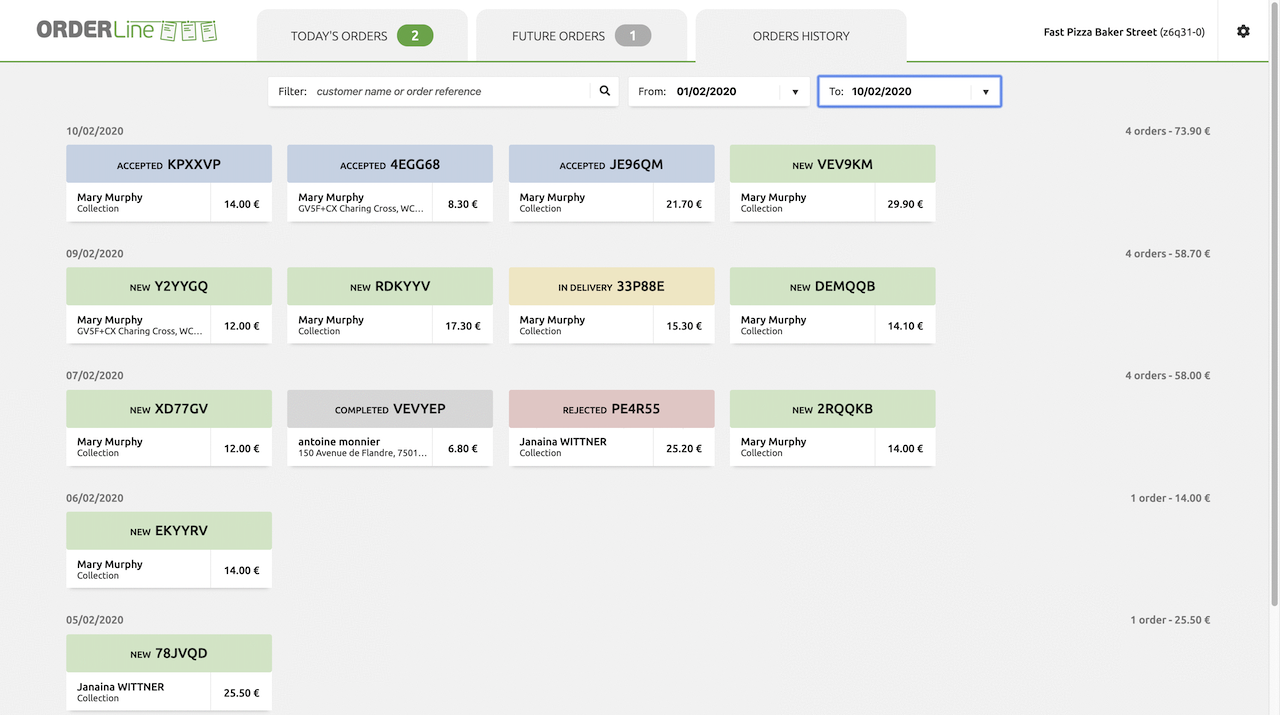 ORDERLine
TODAY'S ORDERS 2
FUTURE ORDERS 1
ORDERS HISTORY
Fast Pizza Baker Street (z6q31-0)
Filter: customer name or order reference
From: 01/02/2020
To: 10/02/2020
10/02/2020
4 orders - 73.90 €
ACCEPTED KPXXVP
Mary Murphy
Collection
14.00 €
ACCEPTED 4EGG68
Mary Murphy
GV5F+CX Charing Cross, WC...
8.30 €
ACCEPTED JE96QM
Mary Murphy
Collection
21.70 €
NEW VEV9KM
Mary Murphy
Collection
29.90 €
09/02/2020
4 orders - 58.70 €
NEW Y2YYGQ
Mary Murphy
GV5F+CX Charing Cross, WC...
12.00 €
NEW RDKYYV
Mary Murphy
Collection
17.30 €
IN DELIVERY 33P88E
Mary Murphy
Collection
15.30 €
NEW DEMQQB
Mary Murphy
Collection
14.10 €
07/02/2020
4 orders - 58.00 €
NEW XD77GV
Mary Murphy
Collection
12.00 €
COMPLETED VEVYEP
antoine monnier
150 Avenue de Flandre, 7501...
6.80 €
REJECTED PE4R55
Janaina WITTNER
Collection
25.20 €
NEW 2RQQKB
Mary Murphy
Collection
14.00 €
06/02/2020
1 order - 14.00 €
NEW EKYYRV
Mary Murphy
Collection
14.00 €
05/02/2020
1 order - 25.50 €
NEW 78JVQD
Janaina WITTNER
Collection
25.50 €